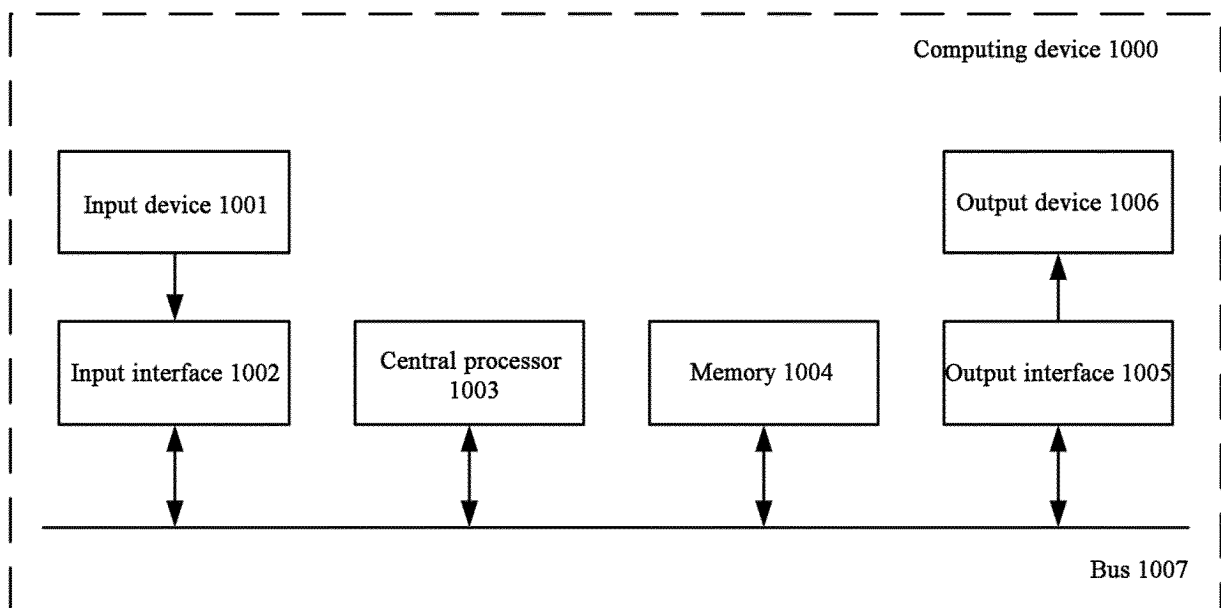 Computing device 1000
Input device 1001
Output device 1006
Input interface 1002
Central processor
1003
Memory 1004
Output interface 1005
Bus 1007